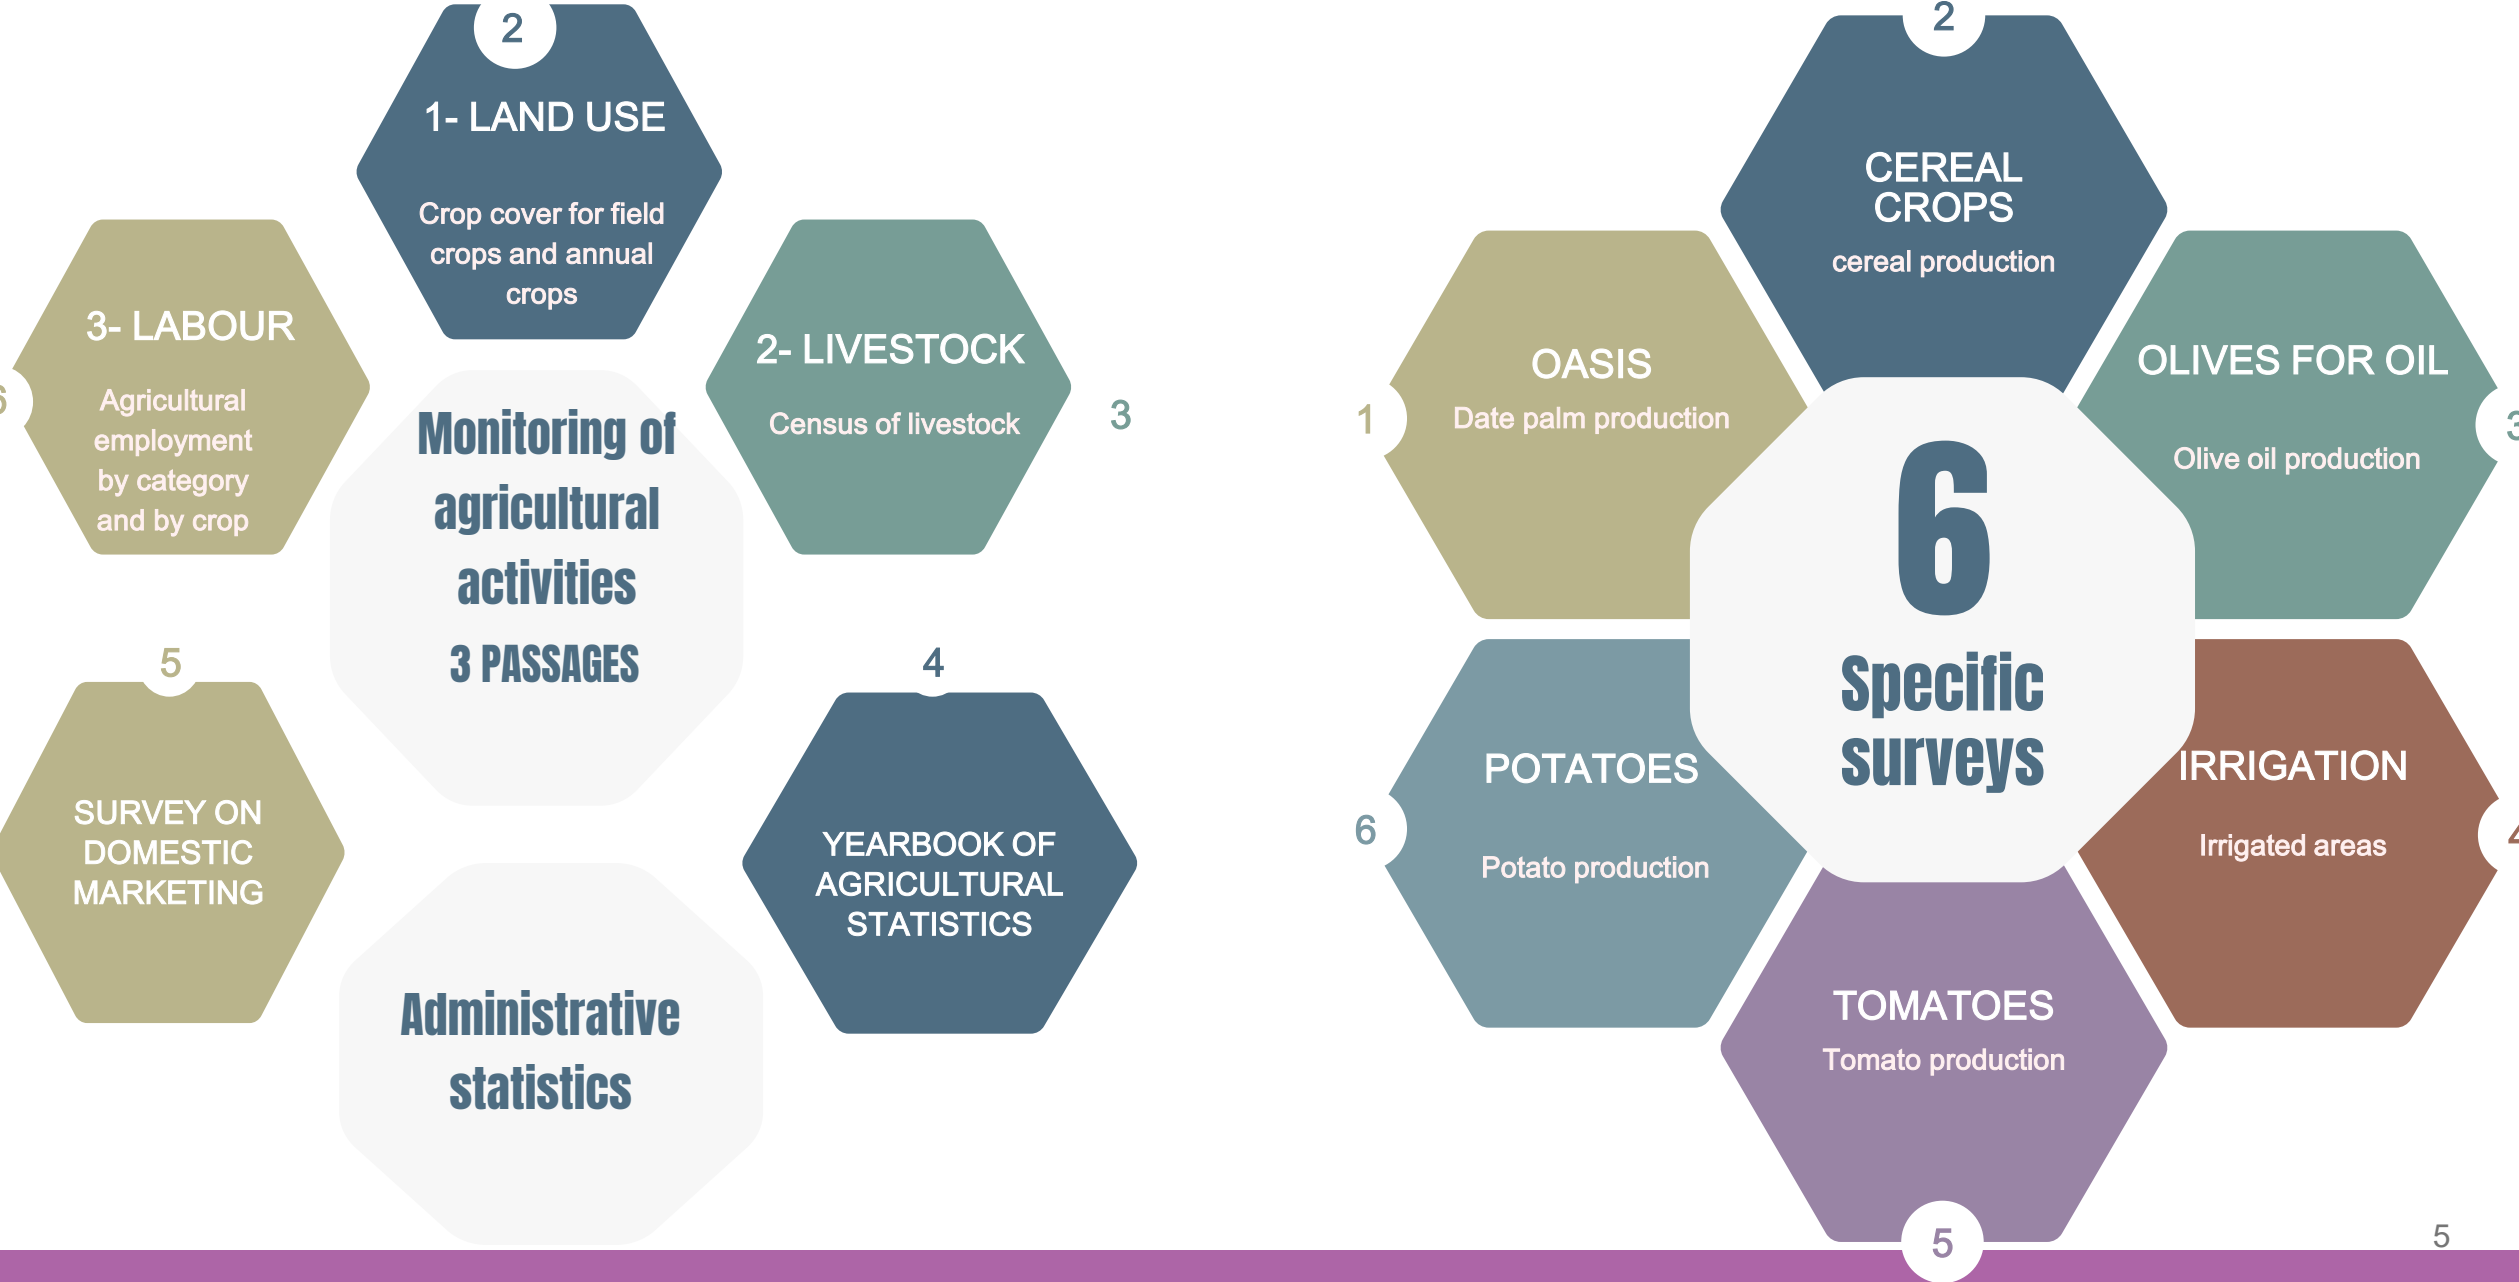 2
1- LAND USE
Crop cover for field
crops and annual
crops
3- LABOUR
Agricultural
employment
by category
and by crop
6
2- LIVESTOCK
Census of livestock
3
Monitoring of
agricultural
activities
3 PASSAGES
5
SURVEY ON
DOMESTIC
MARKETING
4
YEARBOOK OF
AGRICULTURAL
STATISTICS
Administrative
statistics
2
CEREAL
CROPS
cereal production
1
OASIS
Date palm production
OLIVES FOR OIL
Olive oil production
3
6
Specific
surveys
6
POTATOES
Potato production
IRRIGATION
Irrigated areas
4
TOMATOES
Tomato production
5
5